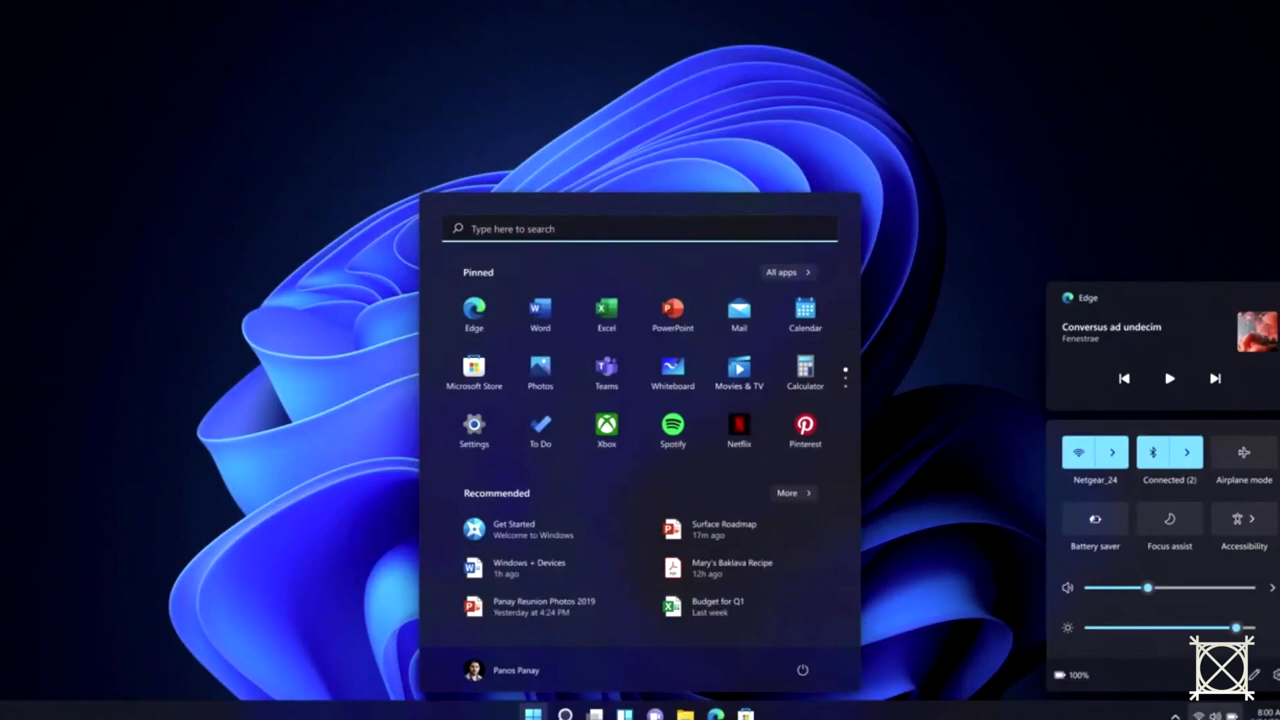 Type here to search
Pinned
All apps
Edge
Word
Excel
PowerPoint
Mail
Calendar
Microsoft Store
Photos
Teams
Whiteboard
Movies & TV
Calculator
Settings
To Do
Xbox
Spotify
Netflix
Pinterest
Recommended
More
Get Started
Welcome to Windows
Surface Roadmap
17m ago
Windows + Devices
1h ago
Mary's Baklava Recipe
12h ago
Panay Reunion Photos 2019
Yesterday at 4:24 PM
Budget for Q1
Last week
Panos Panay
Edge
Conversus ad undecim
Fenestrae
Netgear_24
Connected (2)
Airplane mode
Battery saver
Focus assist
Accessibility
100%
8:00 A